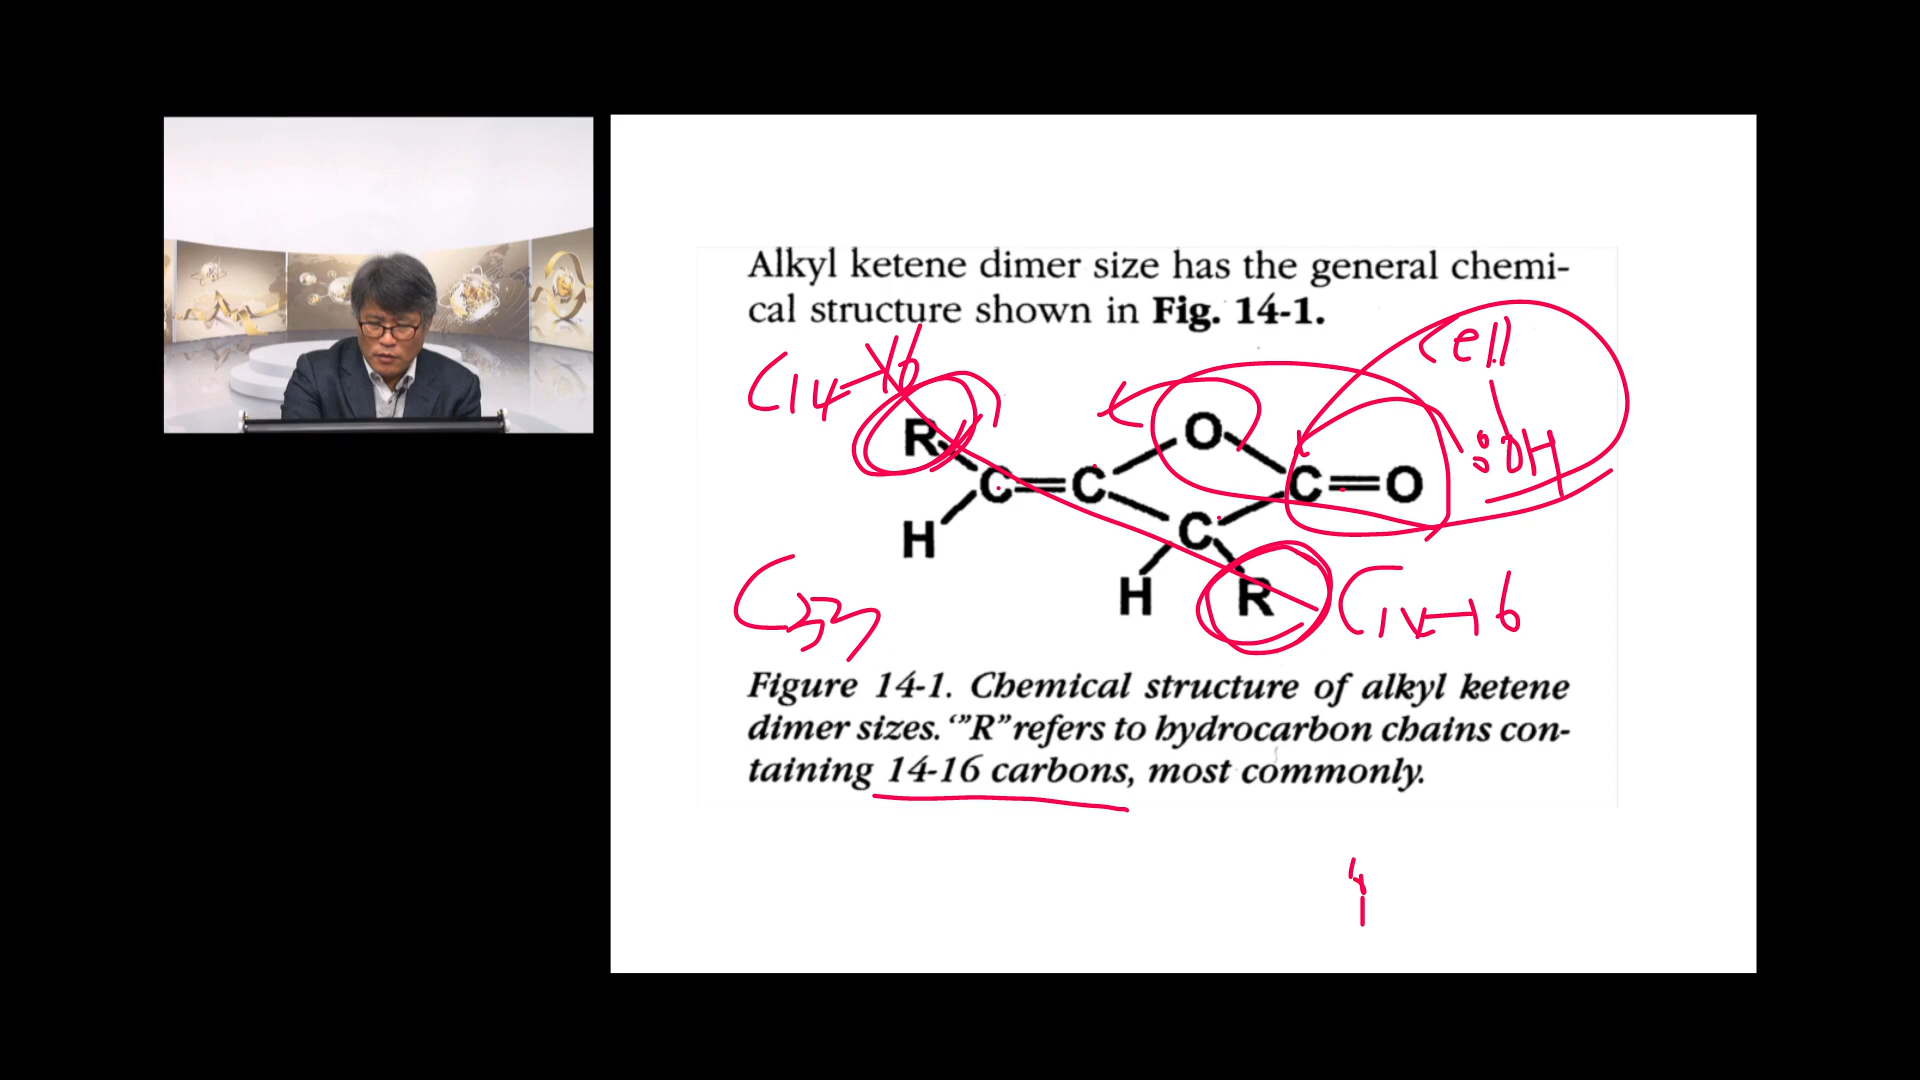 Alkyl ketene dimer size has the general chemi-
cal structure shown in Fig. 14-1.
Cell
C14-16
R
O
:OH
C=C
C=O
H
C
H
R
C14-16
Figure 14-1. Chemical structure of alkyl ketene
dimer sizes. ‘”R” refers to hydrocarbon chains con-
taining 14-16 carbons, most commonly.